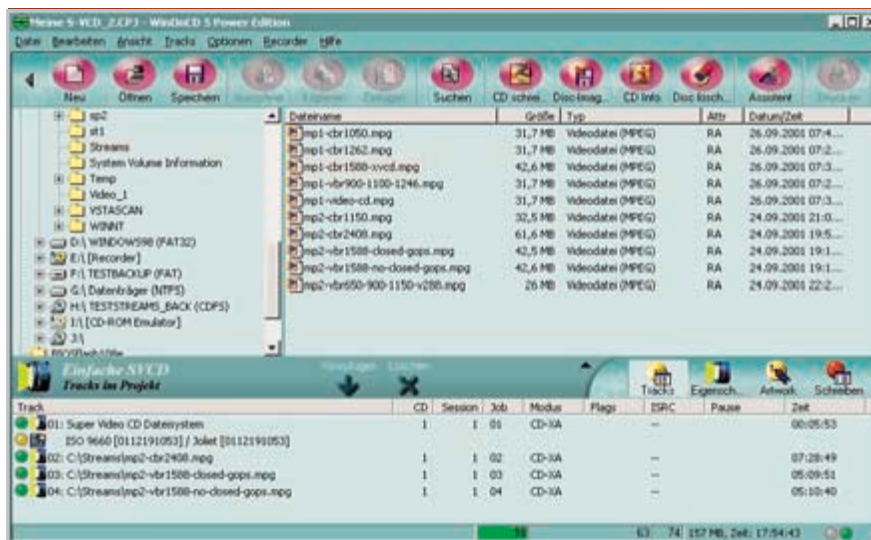 Meine S-VCD_2.CPJ - WinOnCD 5 Power Edition
Datei Bearbeiten Ansicht Tracks Optionen Recorder Hilfe
Neu Öffnen Speichern Suchen CD schrei... Disc-Imag... CD Info Disc lösch... Assistent
sp2
st1
Streams
System Volume Information
Temp
Video_1
VSTASCAN
WINNT
D:\ WINDOWS98 (FAT32)
E:\ [Recorder]
F:\ TESTBACKUP (FAT)
G:\ Datenträger (NTFS)
H:\ TESTSTREAMS_BACK (CDFS)
I:\ [CD-ROM Emulator]
J:\
Dateiname Größe Typ Attr Datum/Zeit
mp1-cbr1050.mpg 31,7 MB Videodatei (MPEG) RA 26.09.2001 07:4...
mp1-cbr1262.mpg 31,7 MB Videodatei (MPEG) RA 26.09.2001 07:2...
mp1-cbr1588-xvcd.mpg 42,6 MB Videodatei (MPEG) RA 26.09.2001 07:3...
mp1-vbr900-1100-1246.mpg 31,7 MB Videodatei (MPEG) RA 26.09.2001 07:2...
mp1-video-cd.mpg 31,7 MB Videodatei (MPEG) RA 26.09.2001 07:3...
mp2-cbr1150.mpg 32,5 MB Videodatei (MPEG) RA 24.09.2001 21:0...
mp2-cbr2408.mpg 61,6 MB Videodatei (MPEG) RA 24.09.2001 19:5...
mp2-vbr1588-closed-gops.mpg 42,5 MB Videodatei (MPEG) RA 24.09.2001 19:1...
mp2-vbr1588-no-closed-gops.mpg 42,6 MB Videodatei (MPEG) RA 24.09.2001 19:1...
mp2-vbr650-900-1150-v288.mpg 26 MB Videodatei (MPEG) RA 24.09.2001 22:2...
Einfache SVCD
Tracks im Projekt
Hinzufügen Löschen
Tracks Eigensch... Artwork Schreiben
Track CD Session Job Modus Flags ISRC Pause Zeit
01: Super Video CD Dateisystem 1 1 01 CD-XA -- 00:05:53
ISO 9660 [0112191053] / Joliet [0112191053]
02: C:\Streams\mp2-cbr2408.mpg 1 1 02 CD-XA -- 07:28:49
03: C:\Streams\mp2-vbr1588-closed-gops.mpg 1 1 03 CD-XA -- 05:09:51
04: C:\Streams\mp2-vbr1588-no-closed-gops.mpg 1 1 04 CD-XA -- 05:10:40
18 63 74 157 MB, Zeit: 17:54:43